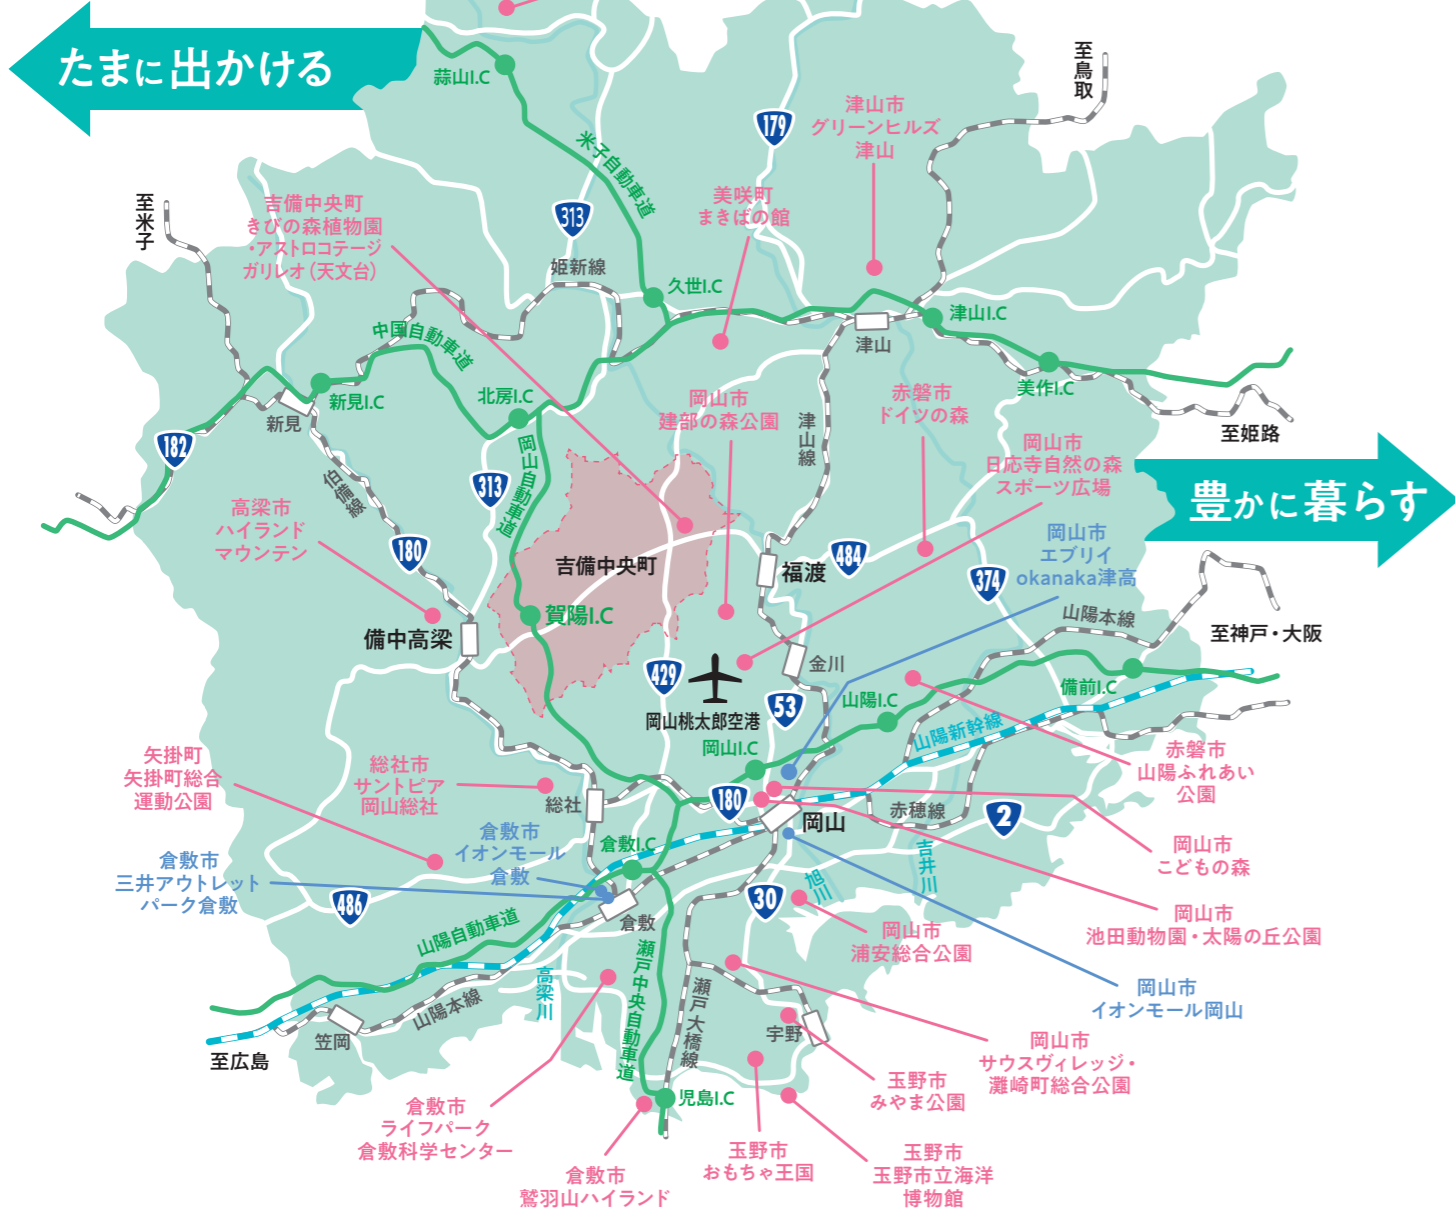 たまに出かける
蒜山I.C
至鳥取
179
津山市
グリーンヒルズ
津山
米子自動車道
美咲町
まきばの館
至米子
吉備中央町
きびの森植物園
・アストロコテージ
ガリレオ（天文台）
313
姫新線
久世I.C
津山I.C
津山
中国自動車道
美作I.C
新見I.C
新見
北房I.C
岡山市
建部の森公園
赤磐市
ドイツの森
津山線
至姫路
182
岡山自動車道
岡山市
日応寺自然の森
スポーツ広場
伯備線
313
豊かに暮らす
高梁市
ハイランド
マウンテン
180
岡山市
エブリイ
okanaka津高
484
吉備中央町
福渡
374
賀陽I.C
山陽本線
備中高梁
至神戸・大阪
金川
429
備前I.C
岡山桃太郎空港
53
山陽I.C
山陽新幹線
岡山I.C
矢掛町
矢掛町総合
運動公園
総社市
サントピア
岡山総社
赤磐市
山陽ふれあい
公園
総社
180
岡山
赤穂線
2
倉敷市
イオンモール
倉敷
倉敷I.C
岡山市
こどもの森
倉敷市
三井アウトレット
パーク倉敷
吉井川
旭川
486
30
倉敷
岡山市
池田動物園・太陽の丘公園
山陽自動車道
岡山市
浦安総合公園
瀬戸中央自動車道
高梁川
瀬戸大橋線
岡山市
イオンモール岡山
山陽本線
笠岡
宇野
至広島
岡山市
サウスヴィレッジ・
灘崎町総合公園
玉野市
みやま公園
児島I.C
倉敷市
ライフパーク
倉敷科学センター
玉野市
おもちゃ王国
玉野市
玉野市立海洋
博物館
倉敷市
鷲羽山ハイランド